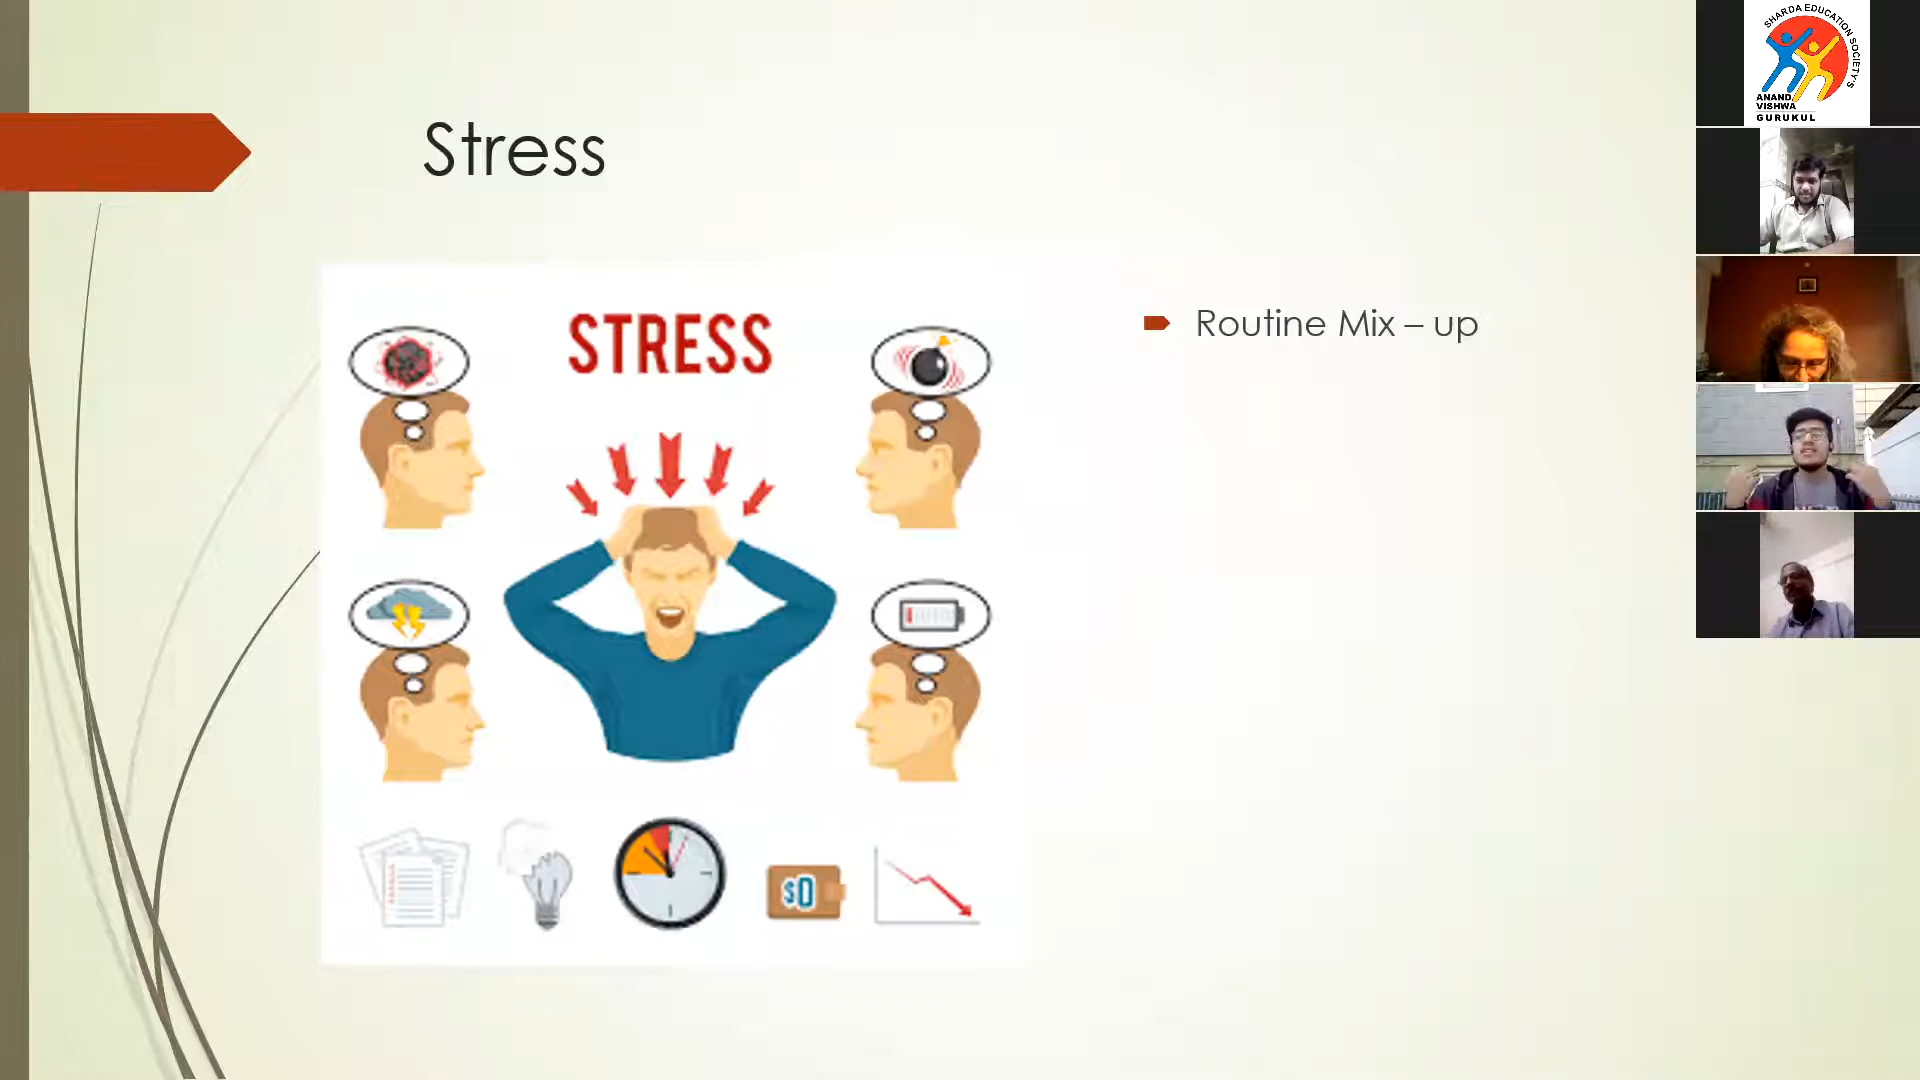 Stress
STRESS
$0
Routine Mix – up
SHARDA EDUCATION SOCIETY'S
ANAND
VISHWA
GURUKUL